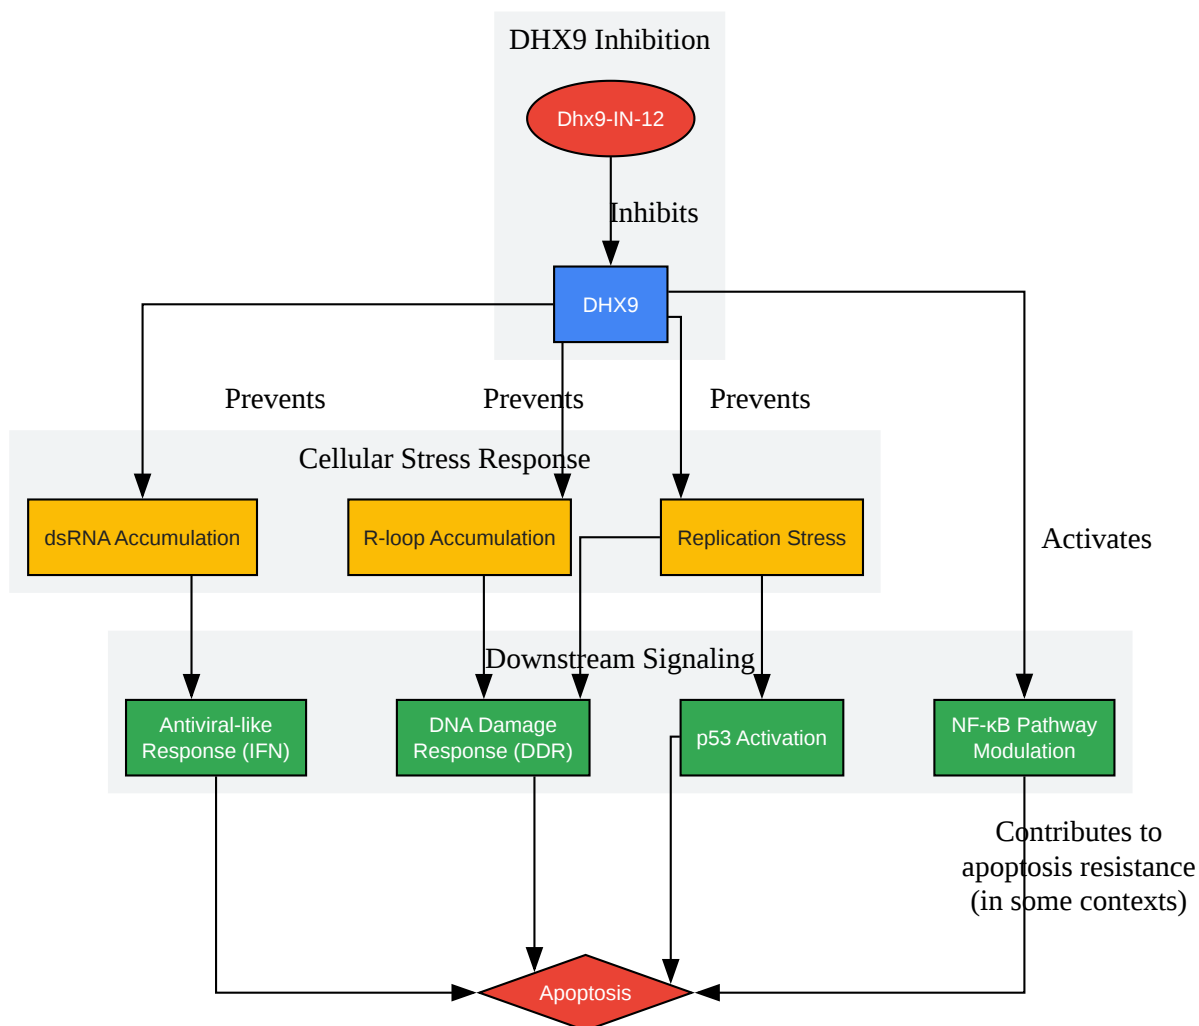 DHX9 Inhibition
Dhx9-IN-12
Inhibits
DHX9
Prevents
Prevents
Prevents
Cellular Stress Response
dsRNA Accumulation
R-loop Accumulation
Replication Stress
Activates
Downstream Signaling
Antiviral-like
Response (IFN)
DNA Damage
Response (DDR)
p53 Activation
NF-κB Pathway
Modulation
Contributes to
apoptosis resistance
(in some contexts)
Apoptosis